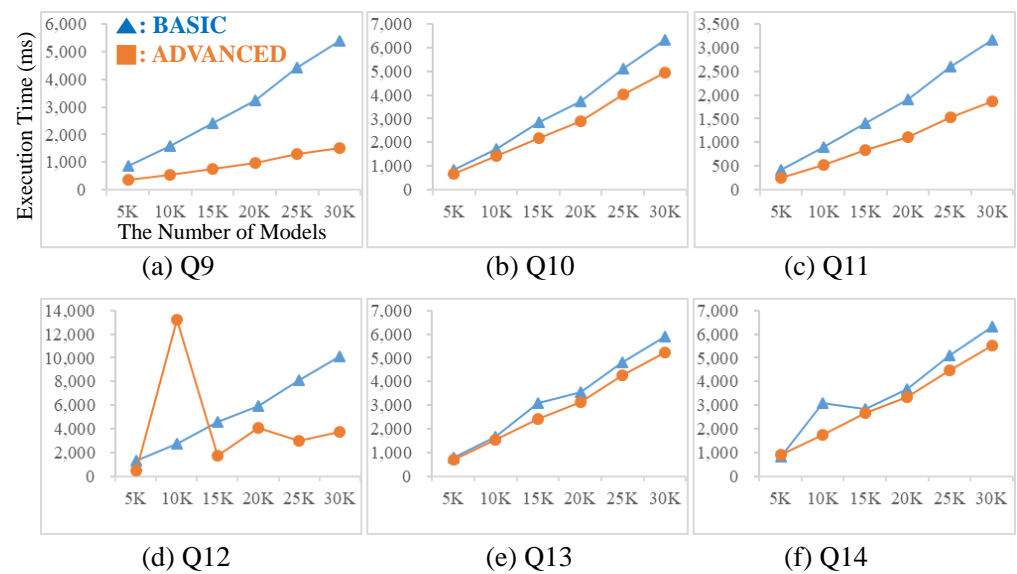 Execution Time (ms)
6,000
5,000
4,000
3,000
2,000
1,000
0
: BASIC
: ADVANCED
5K 10K 15K 20K 25K 30K
The Number of Models
(a) Q9
7,000
6,000
5,000
4,000
3,000
2,000
1,000
0
5K 10K 15K 20K 25K 30K
(b) Q10
3,500
3,000
2,500
2,000
1,500
1,000
500
0
5K 10K 15K 20K 25K 30K
(c) Q11
14,000
12,000
10,000
8,000
6,000
4,000
2,000
0
5K 10K 15K 20K 25K 30K
(d) Q12
7,000
6,000
5,000
4,000
3,000
2,000
1,000
0
5K 10K 15K 20K 25K 30K
(e) Q13
7,000
6,000
5,000
4,000
3,000
2,000
1,000
0
5K 10K 15K 20K 25K 30K
(f) Q14